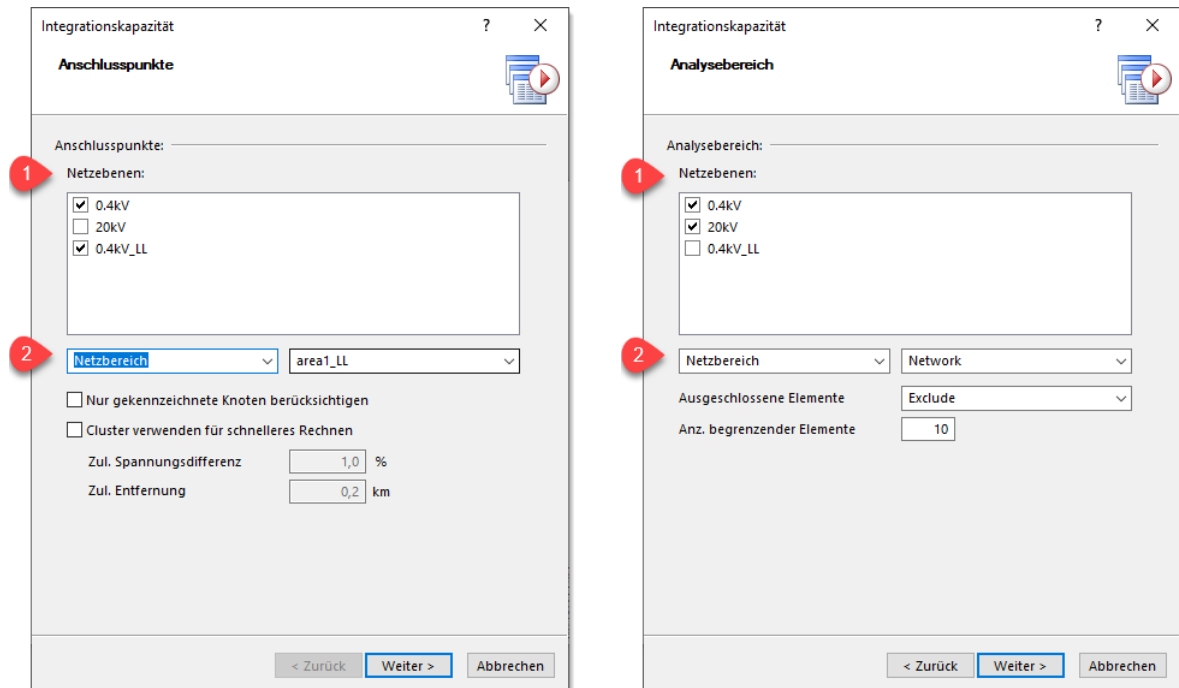 Integrationskapazität ?
Anschlusspunkte
Anschlusspunkte:
1 Netzebenen:
0.4kV
20kV
0.4kV_LL
2 Netzbereich area1_LL
Nur gekennzeichnete Knoten berücksichtigen
Cluster verwenden für schnelleres Rechnen
Zul. Spannungsdifferenz 1,0 %
Zul. Entfernung 0,2 km
< Zurück Weiter > Abbrechen
Integrationskapazität ?
Analysebereich
Analysebereich:
1 Netzebenen:
0.4kV
20kV
0.4kV_LL
2 Netzbereich Network
Ausgeschlossene Elemente Exclude
Anz. begrenzender Elemente 10
< Zurück Weiter > Abbrechen